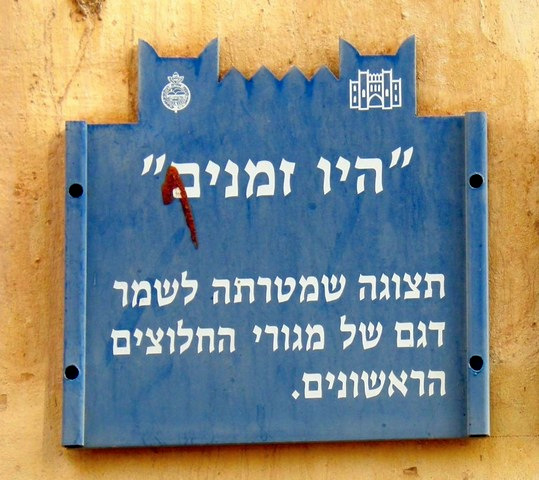 "היו זמנים"
תצוגה שמטרתה לשמר
דגם של מגורי החלוצים
הראשונים.